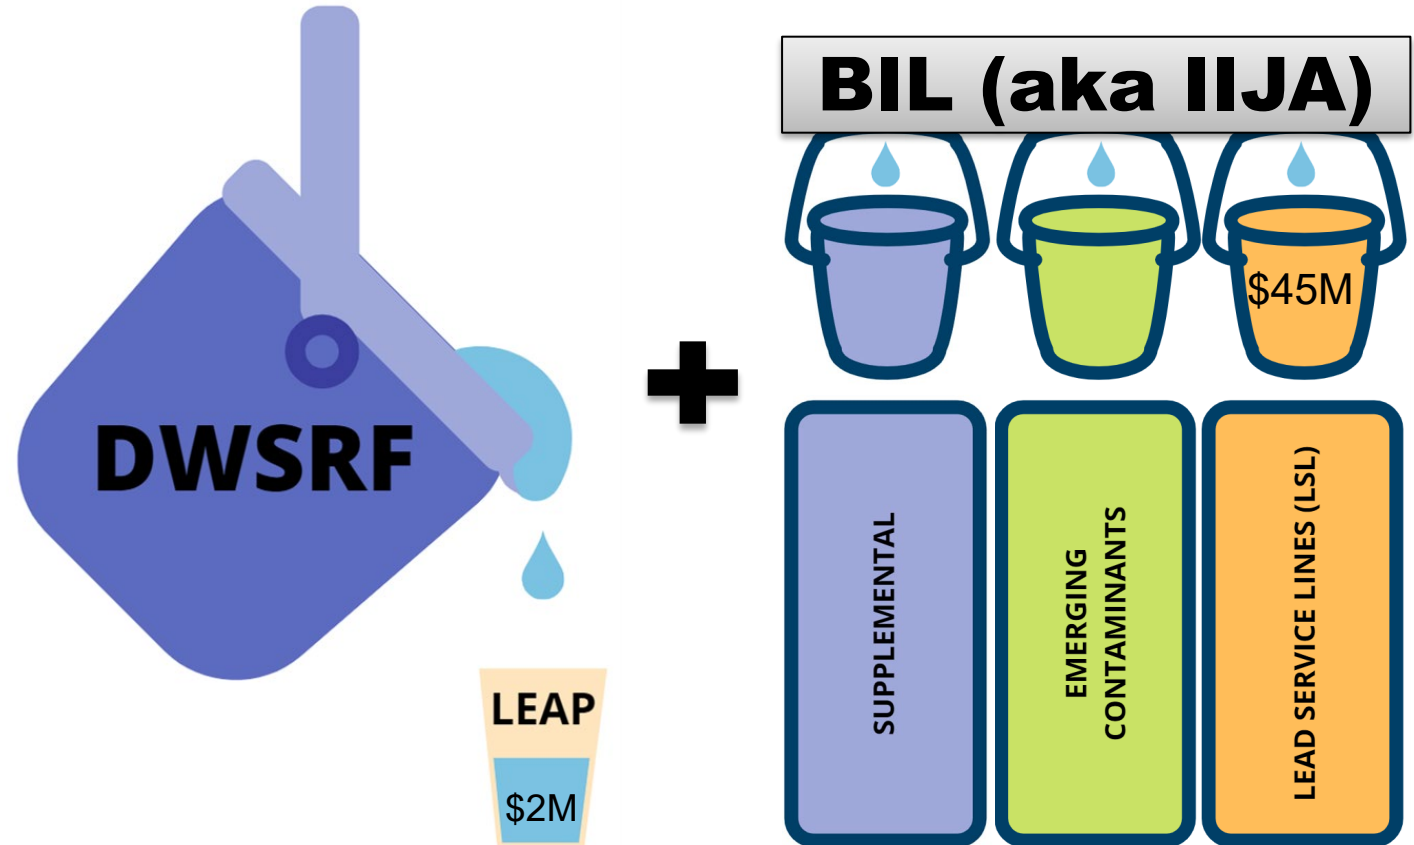 DWSRF
LEAP
$2M
BIL (aka IIJA)
$45M
SUPPLEMENTAL
EMERGING
CONTAMINANTS
LEAD SERVICE LINES (LSL)